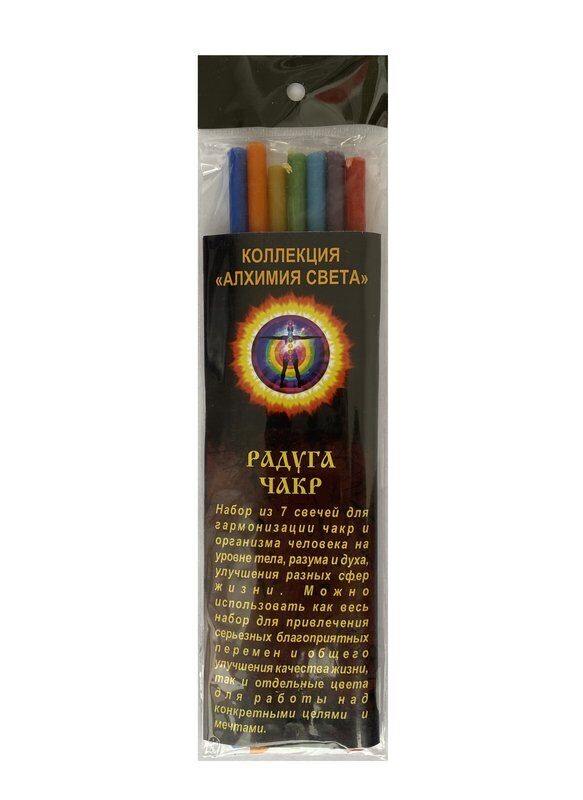 КОЛЛЕКЦИЯ
«АЛХИМИЯ СВЕТА»
РАДУГА
ЧАКР
Набор из 7 свечей для
гармонизации чакр и
организма человека на
уровне тела, разума и духа,
улучшения разных сфер
жизни. Можно
использовать как весь
набор для привлечения
серьезных благоприятных
перемен и общего
улучшения качества жизни,
так и отдельные цвета
для работы над
конкретными целями и
мечтами.